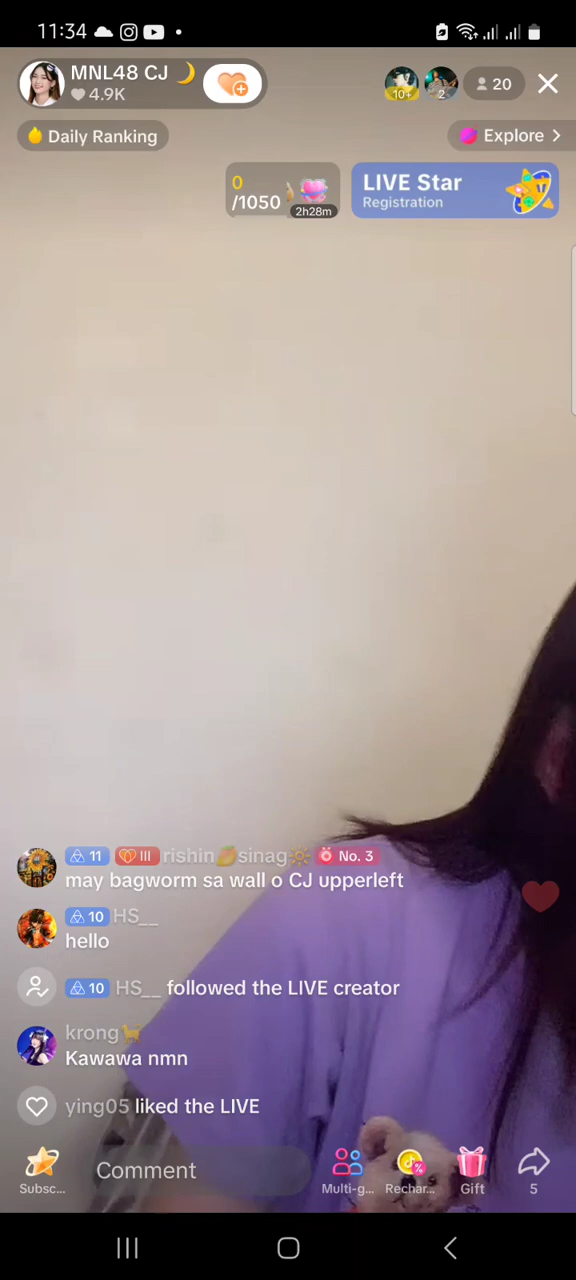 11:34
MNL48 CJ 🌙
4.9K
10+
2
20
Daily Ranking
Explore >
0
/1050
2h28m
LIVE Star
Registration
11 III rishin🥭sinag🔆 No. 3
may bagworm sa wall o CJ upperleft
10 HS__
hello
10 HS__ followed the LIVE creator
krong🐈
Kawawa nmn
ying05 liked the LIVE
Comment
Subsc...
Multi-g...
Rechar...
Gift
5